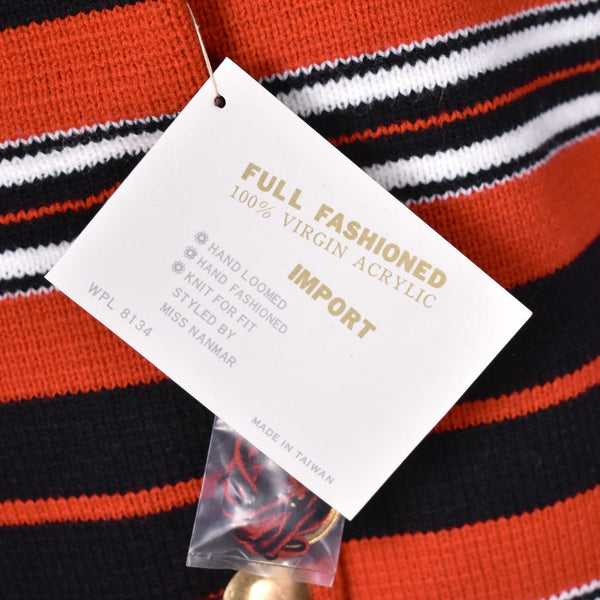 FULL FASHIONED
100% VIRGIN ACRYLIC
IMPORT
HAND LOOMED
HAND FASHIONED
KNIT FOR FIT
STYLED BY
MISS NANMAR
WPL 8134
MADE IN TAIWAN